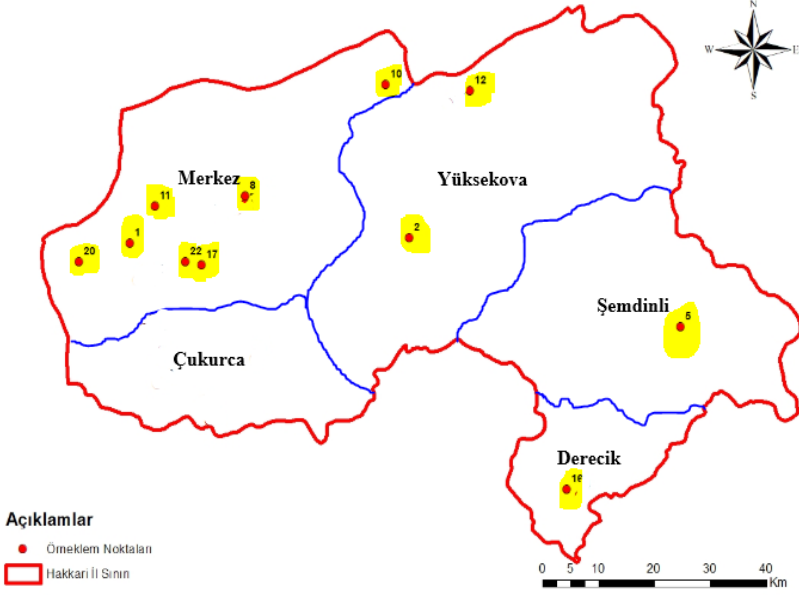 N
W E
S
10
12
Merkez
Yüksekova
8
11
1
2
20
22 17
Şemdinli
5
Çukurca
Derecik
16
Açıklamlar
Örneklem Noktaları
Hakkari İl Sınırı
0 5 10 20 30 40
Km